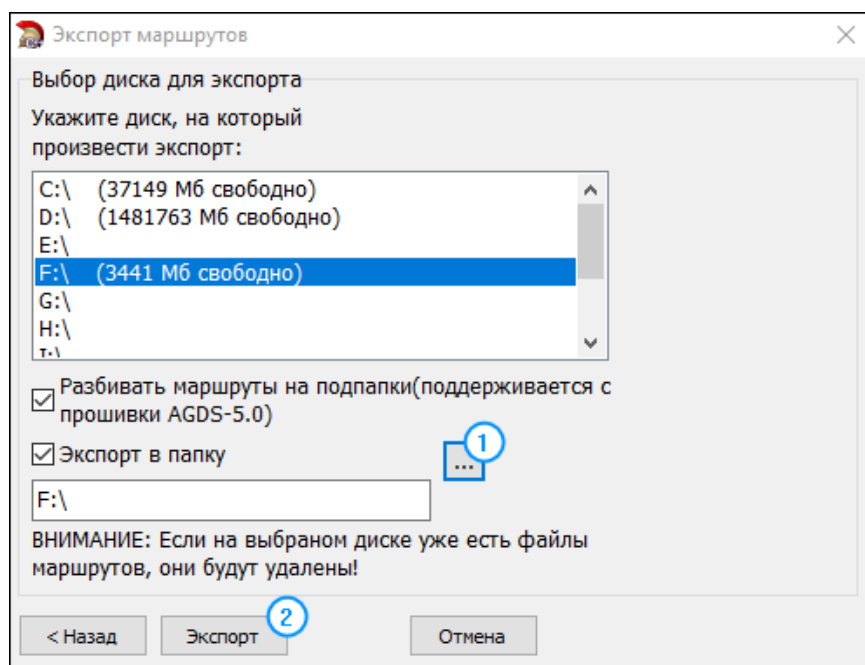 Экспорт маршрутов
Выбор диска для экспорта
Укажите диск, на который
произвести экспорт:
C:\ (37149 Мб свободно)
D:\ (1481763 Мб свободно)
E:\
F:\ (3441 Мб свободно)
G:\
H:\
I:\
Разбивать маршруты на подпапки(поддерживается с
прошивки AGDS-5.0)
1
Экспорт в папку
...
F:\
ВНИМАНИЕ: Если на выбраном диске уже есть файлы
маршрутов, они будут удалены!
2
< Назад Экспорт Отмена